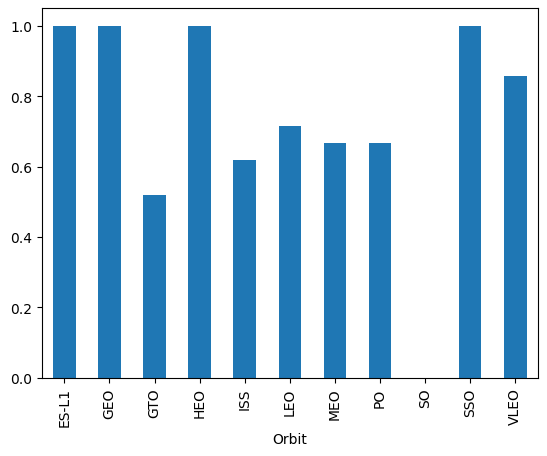 1.0
0.8
0.6
0.4
0.2
0.0
ES-L1
GEO
GTO
HEO
ISS
LEO
MEO
PO
SO
SSO
VLEO
Orbit